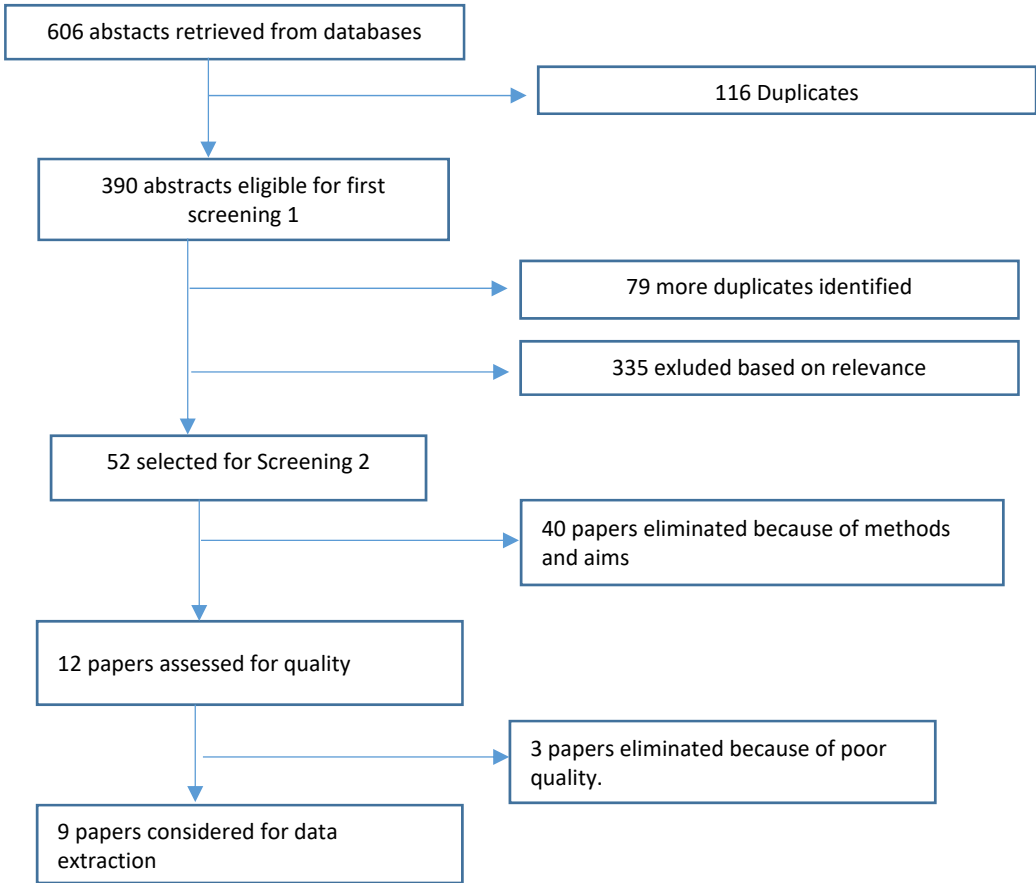 606 abstacts retrieved from databases
116 Duplicates
390 abstracts eligible for first
screening 1
79 more duplicates identified
335 exluded based on relevance
52 selected for Screening 2
40 papers eliminated because of methods
and aims
12 papers assessed for quality
3 papers eliminated because of poor
quality.
9 papers considered for data
extraction